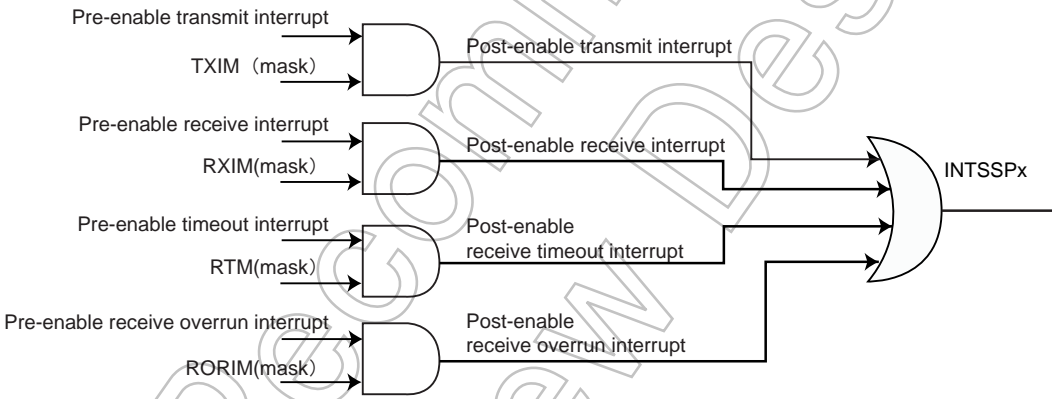 Pre-enable transmit interrupt
TXIM （mask）
Post-enable transmit interrupt
Pre-enable receive interrupt
RXIM(mask）
Post-enable receive interrupt
INTSSPx
Pre-enable timeout interrupt
RTM(mask）
Post-enable
receive timeout interrupt
Pre-enable receive overrun interrupt
RORIM(mask）
Post-enable
receive overrun interrupt